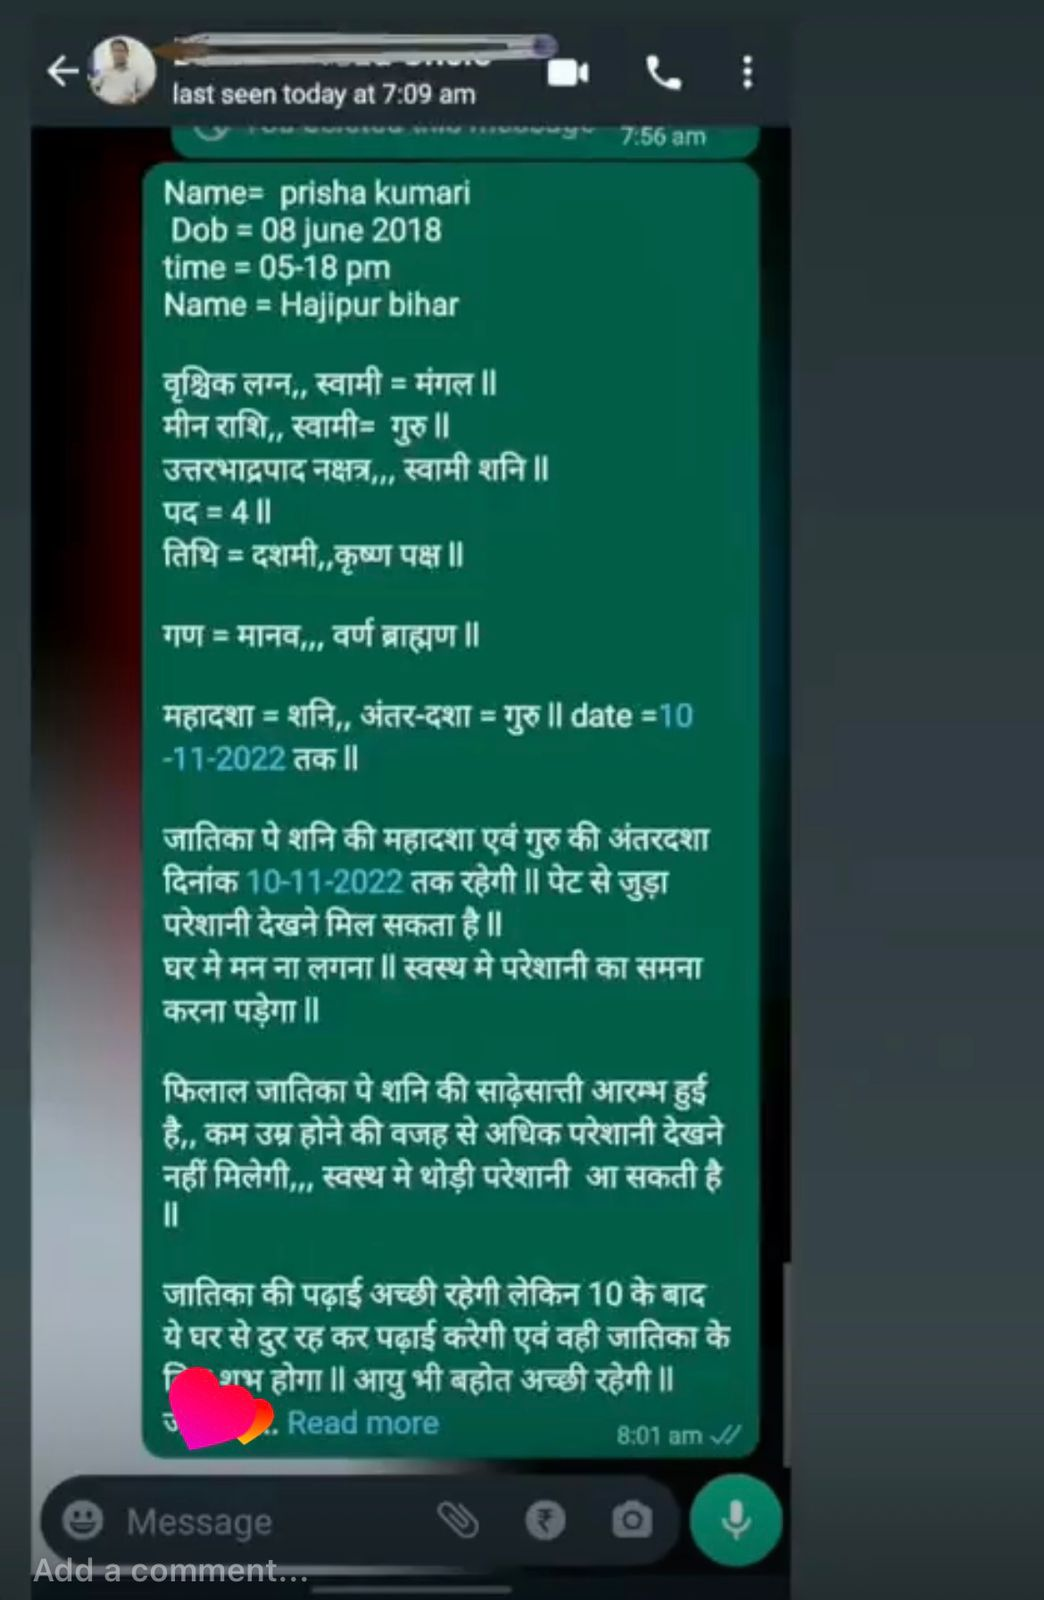 last seen today at 7:09 am
You deleted this message 7:56 am
Name=  prisha kumari
Dob = 08 june 2018
time = 05-18 pm
Name = Hajipur bihar
वृश्चिक लग्न,, स्वामी = मंगल ||
मीन राशि,, स्वामी=  गुरु ||
उत्तरभाद्रपाद नक्षत्र,,, स्वामी शनि ||
पद = 4 ||
तिथि = दशमी,,कृष्ण पक्ष ||
गण = मानव,,, वर्ण ब्राह्मण ||
महादशा = शनि,, अंतर-दशा = गुरु || date =10
-11-2022 तक ||
जातिका पे शनि की महादशा एवं गुरु की अंतरदशा
दिनांक 10-11-2022 तक रहेगी || पेट से जुड़ा
परेशानी देखने मिल सकता है ||
घर मे मन ना लगना || स्वस्थ मे परेशानी का समना
करना पड़ेगा ||
फिलाल जातिका पे शनि की साढ़ेसात्ती आरम्भ हुई
है,, कम उम्र होने की वजह से अधिक परेशानी देखने
नहीं मिलेगी,,, स्वस्थ मे थोड़ी परेशानी  आ सकती है
||
जातिका की पढ़ाई अच्छी रहेगी लेकिन 10 के बाद
ये घर से दुर रह कर पढ़ाई करेगी एवं वही जातिका के
शुभ होगा || आयु भी बहोत अच्छी रहेगी ||
.. Read more
8:01 am
Message
Add a comment...